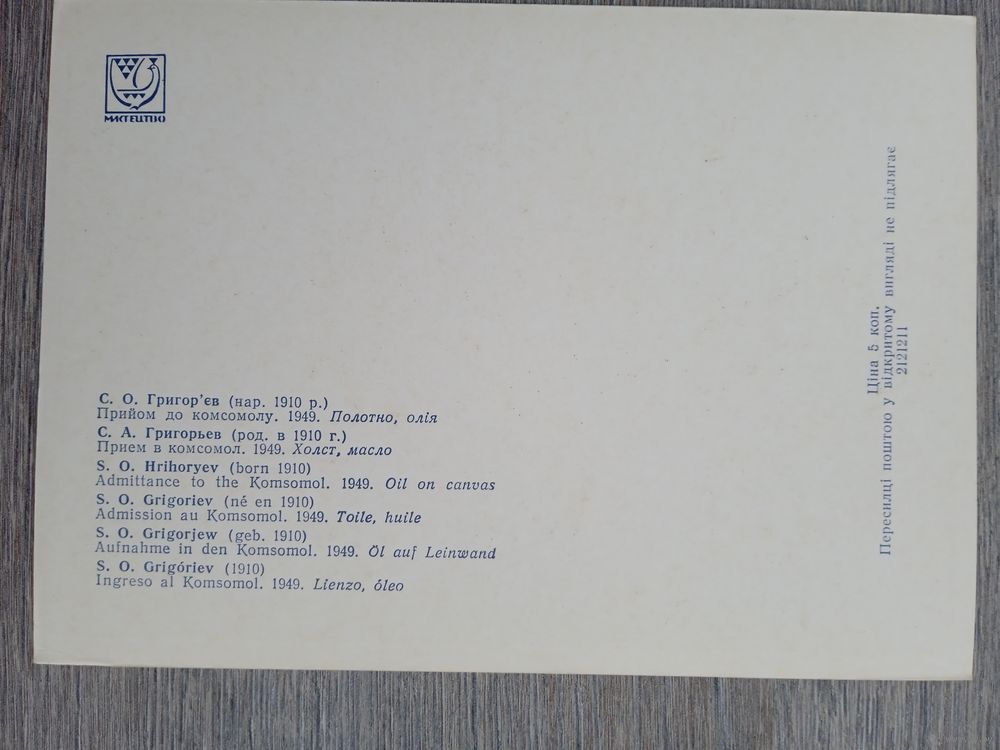 МИСТЕЦТВО
С. О. Григор'єв (нар. 1910 р.)
Прийом до комсомолу. 1949. Полотно, олія
С. А. Григорьев (род. в 1910 г.)
Прием в комсомол. 1949. Холст, масло
S. O. Hrihoryev (born 1910)
Admittance to the Komsomol. 1949. Oil on canvas
S. O. Grigoriev (né en 1910)
Admission au Komsomol. 1949. Toile, huile
S. O. Grigorjew (geb. 1910)
Aufnahme in den Komsomol. 1949. Öl auf Leinwand
S. O. Grigóriev (1910)
Ingreso al Komsomol. 1949. Lienzo, óleo
Ціна 5 коп.
Пересилці поштою у відкритому вигляді не підлягає
2121211